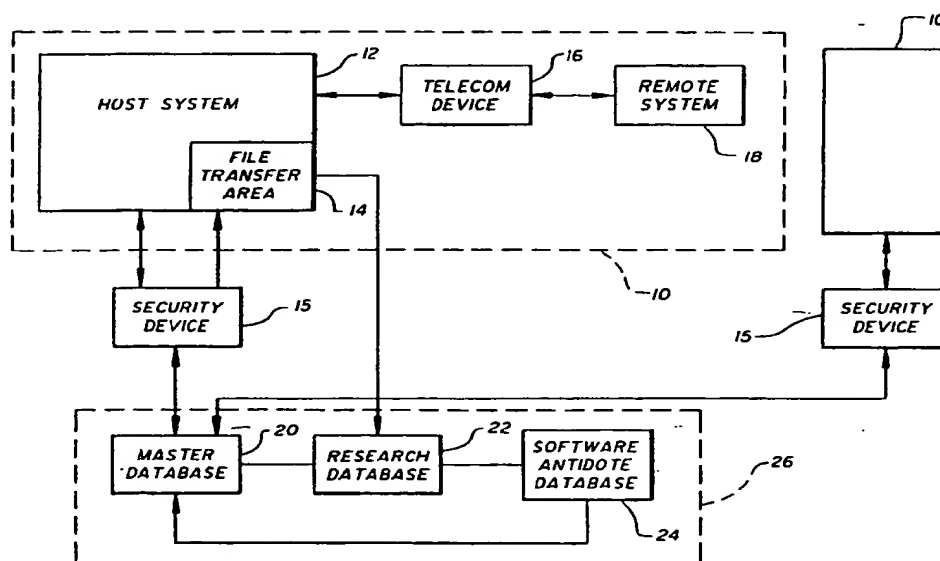 12
HOST SYSTEM
FILE
TRANSFER
AREA
14
TELECOM
DEVICE
16
REMOTE
SYSTEM
18
10
10
SECURITY
DEVICE
15
SECURITY
DEVICE
15
MASTER
DATABASE
20
RESEARCH
DATABASE
22
SOFTWARE
ANTIDOTE
DATABASE
24
26